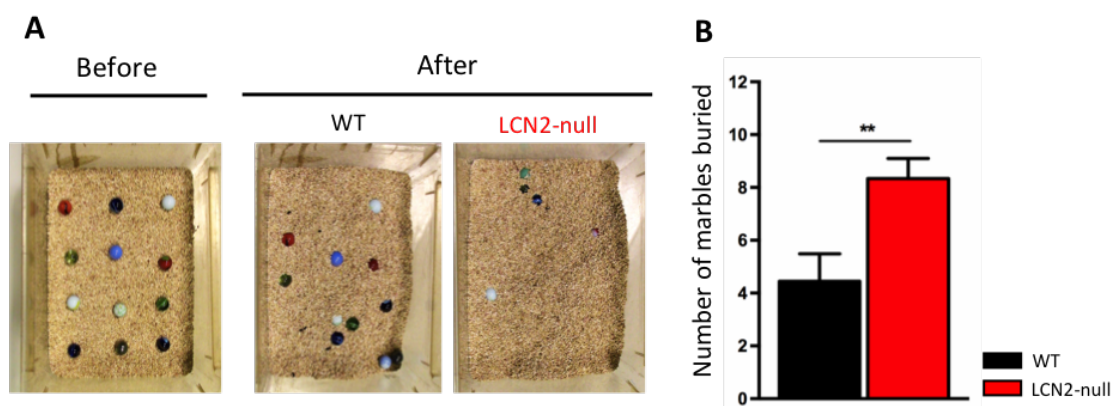 A
Before
After
WT
LCN2-null
B
Number of marbles buried
12
10
8
6
4
2
0
**
WT
LCN2-null